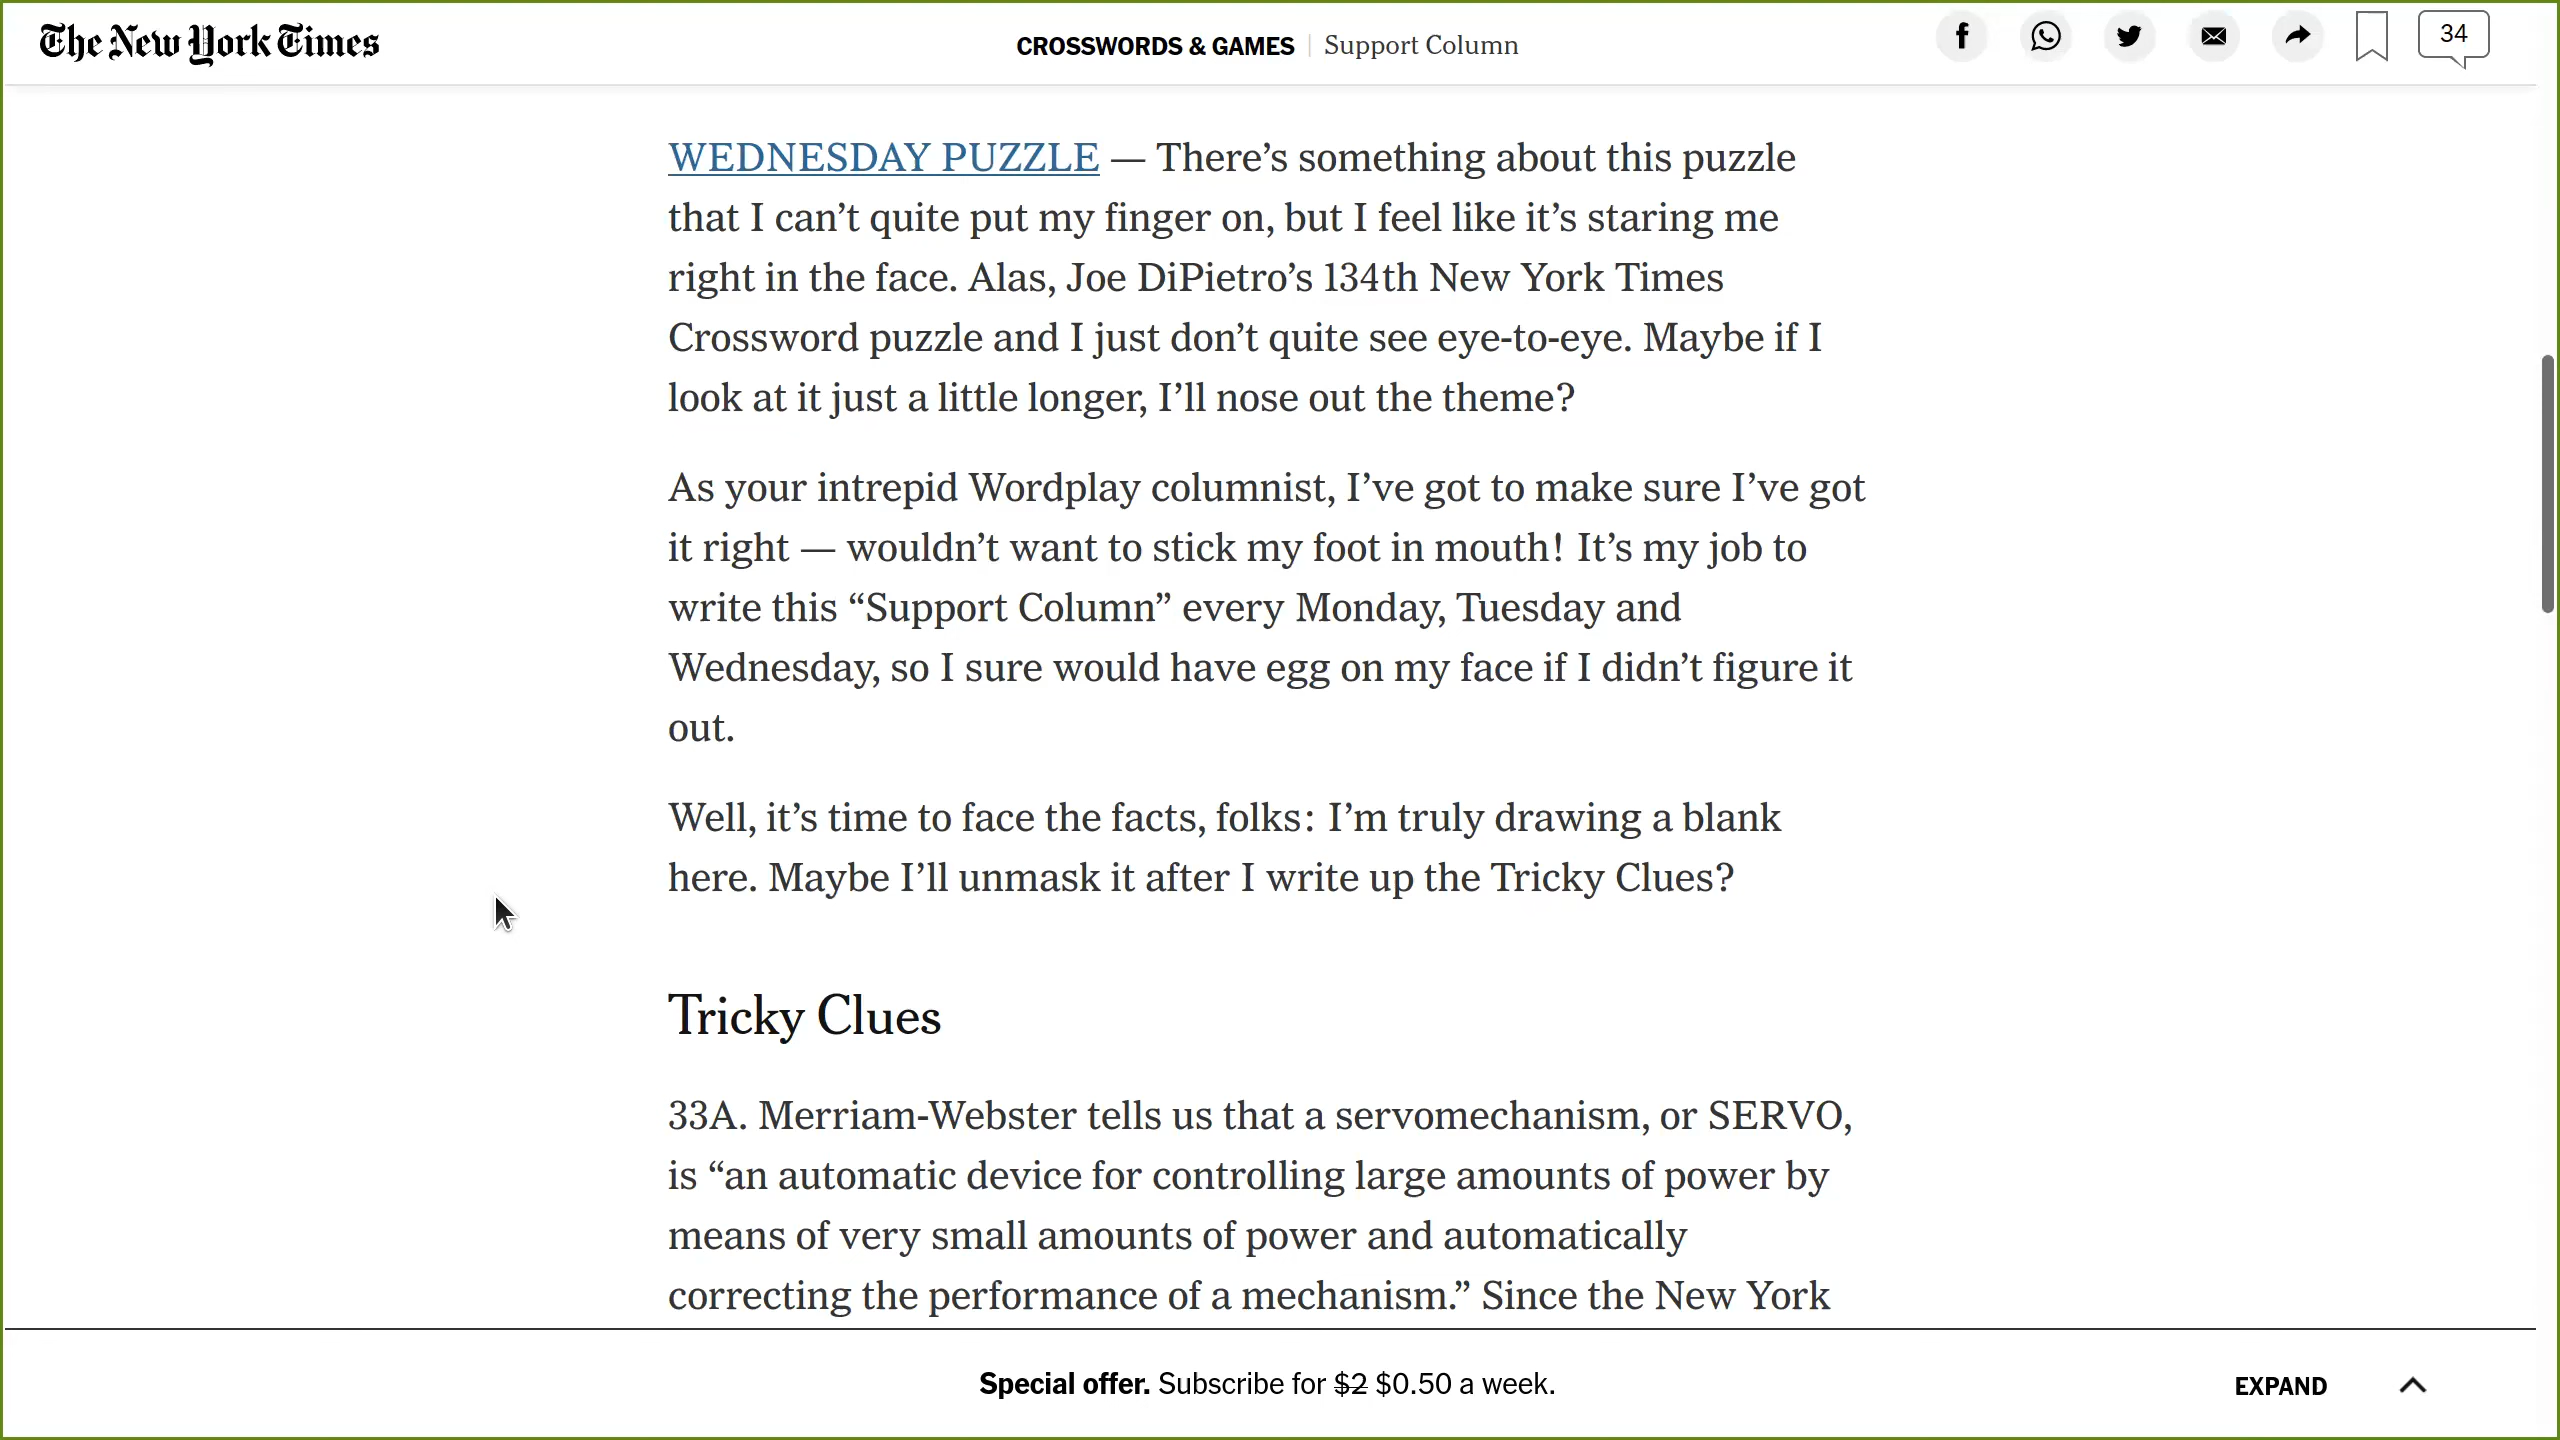 The New York Times
CROSSWORDS & GAMES | Support Column
34
WEDNESDAY PUZZLE — There’s something about this puzzle
that I can’t quite put my finger on, but I feel like it’s staring me
right in the face. Alas, Joe DiPietro’s 134th New York Times
Crossword puzzle and I just don’t quite see eye-to-eye. Maybe if I
look at it just a little longer, I’ll nose out the theme?
As your intrepid Wordplay columnist, I’ve got to make sure I’ve got
it right — wouldn’t want to stick my foot in mouth! It’s my job to
write this “Support Column” every Monday, Tuesday and
Wednesday, so I sure would have egg on my face if I didn’t figure it
out.
Well, it’s time to face the facts, folks: I’m truly drawing a blank
here. Maybe I’ll unmask it after I write up the Tricky Clues?
Tricky Clues
33A. Merriam-Webster tells us that a servomechanism, or SERVO,
is “an automatic device for controlling large amounts of power by
means of very small amounts of power and automatically
correcting the performance of a mechanism.” Since the New York
Special offer. Subscribe for $2 $0.50 a week.
EXPAND